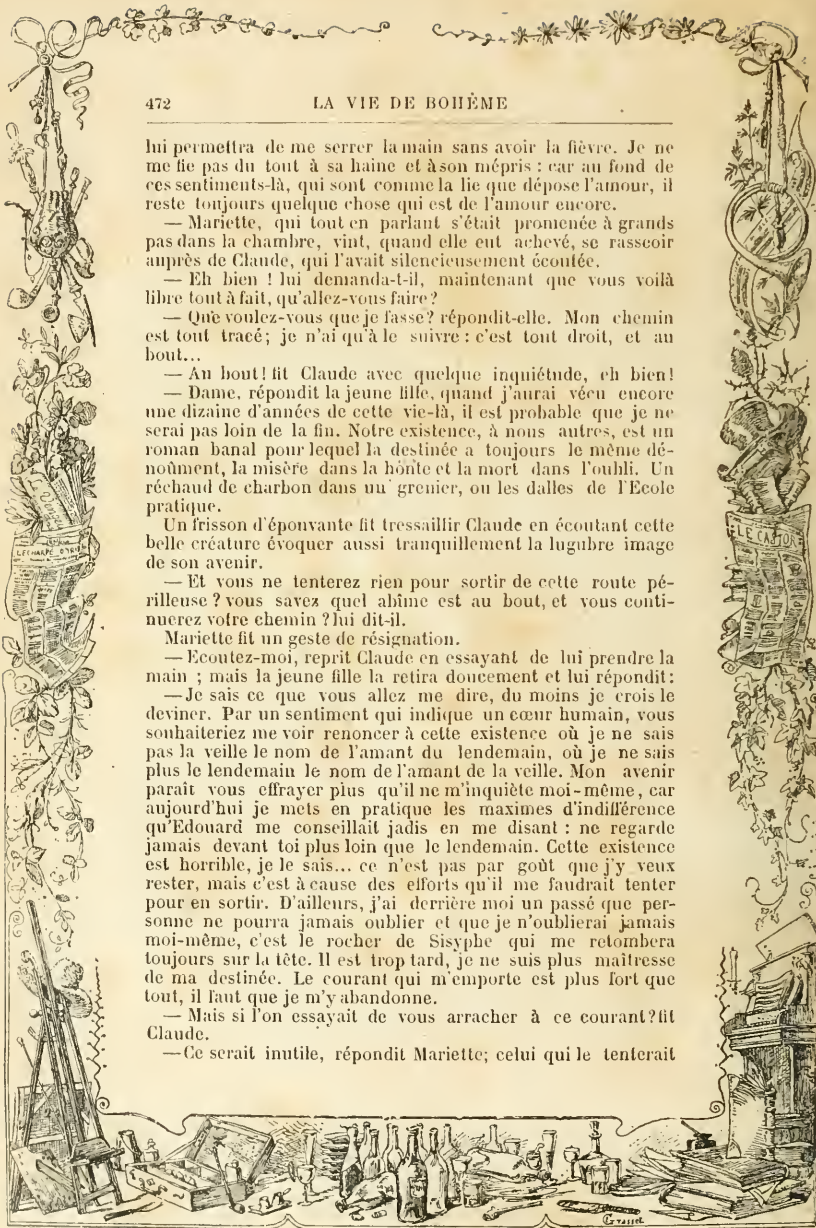 472 LA VIE DE BOHÊME
lui permettra de me serrer la main sans avoir la fièvre. Je ne
me fie pas du tout à sa haine et à son mépris : car au fond de
ces sentiments-là, qui sont comme la lie que dépose l'amour, il
reste toujours quelque chose qui est de l'amour encore.
— Mariette, qui tout en parlant s'était promenée à grands
pas dans la chambre, vint, quand elle eut achevé, se rasseoir
auprès de Claude, qui l'avait silencieusement écoutée.
— Eh bien ! lui demanda-t-il, maintenant que vous voilà
libre tout à fait, qu'allez-vous faire ?
— Que voulez-vous que je fasse ? répondit-elle. Mon chemin
est tout tracé ; je n'ai qu'à le suivre : c'est tout droit, et au
bout...
— Au bout ! fit Claude avec quelque inquiétude, eh bien !
— Dame, répondit la jeune fille, quand j'aurai vécu encore
une dizaine d'années de cette vie-là, il est probable que je ne
serai pas loin de la fin. Notre existence, à nous autres, est un
roman banal pour lequel la destinée a toujours le même dé-
noûment, la misère dans la honte et la mort dans l'oubli. Un
réchaud de charbon dans un grenier, ou les dalles de l'Ecole
pratique.
Un frisson d'épouvante fit tressaillir Claude en écoutant cette
belle créature évoquer aussi tranquillement la lugubre image
de son avenir.
— Et vous ne tenterez rien pour sortir de cette route pé-
rilleuse ? vous savez quel abîme est au bout, et vous conti-
nuerez votre chemin ? lui dit-il.
Mariette fit un geste de résignation.
— Ecoutez-moi, reprit Claude en essayant de lui prendre la
main ; mais la jeune fille la retira doucement et lui répondit :
— Je sais ce que vous allez me dire, du moins je crois le
deviner. Par un sentiment qui indique un cœur humain, vous
souhaiteriez me voir renoncer à cette existence où je ne sais
pas la veille le nom de l'amant du lendemain, où je ne sais
plus le lendemain le nom de l'amant de la veille. Mon avenir
paraît vous effrayer plus qu'il ne m'inquiète moi-même, car
aujourd'hui je mets en pratique les maximes d'indifférence
qu'Edouard me conseillait jadis en me disant : ne regarde
jamais devant toi plus loin que le lendemain. Cette existence
est horrible, je le sais... ce n'est pas par goût que j'y veux
rester, mais c'est à cause des efforts qu'il me faudrait tenter
pour en sortir. D'ailleurs, j'ai derrière moi un passé que per-
sonne ne pourra jamais oublier et que je n'oublierai jamais
moi-même, c'est le rocher de Sisyphe qui me retombera
toujours sur la tête. Il est trop tard, je ne suis plus maîtresse
de ma destinée. Le courant qui m'emporte est plus fort que
tout, il faut que je m'y abandonne.
— Mais si l'on essayait de vous arracher à ce courant ? fit
Claude.
— Ce serait inutile, répondit Mariette ; celui qui le tenterait
L'ECHARPE D'IRIS
LE CASTOR
Grasset